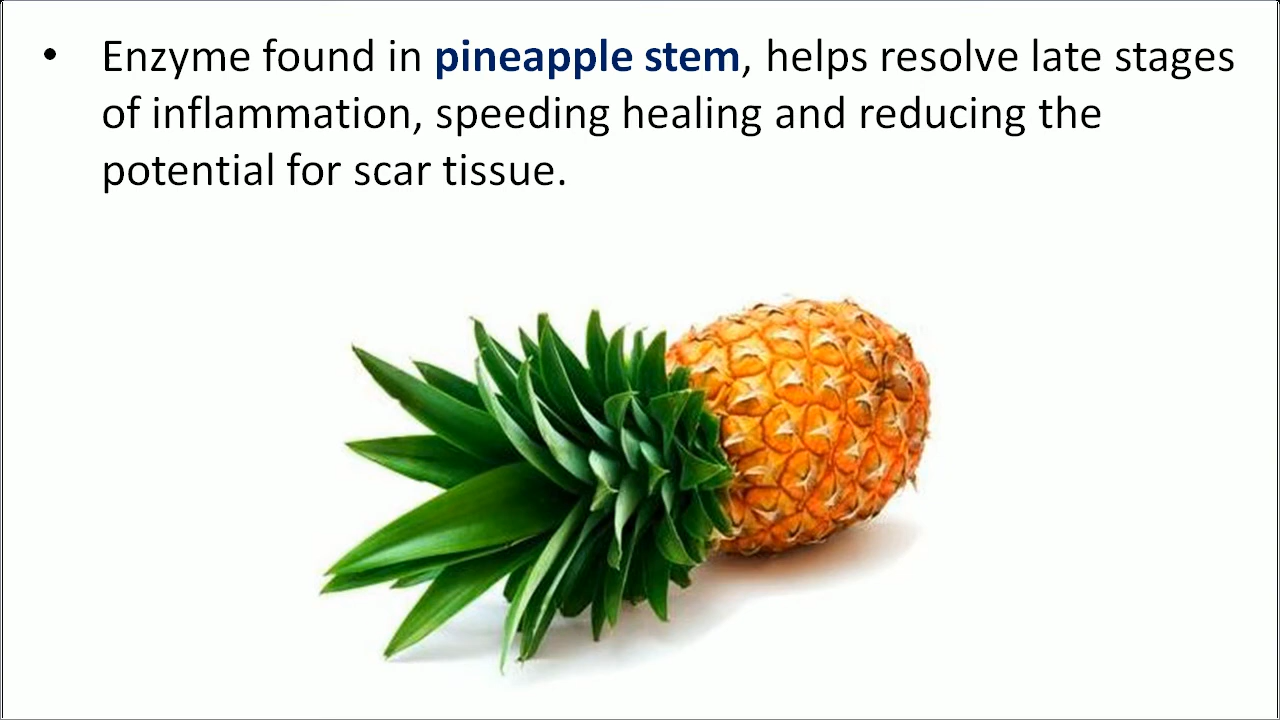 • Enzyme found in pineapple stem, helps resolve late stages
of inflammation, speeding healing and reducing the
potential for scar tissue.